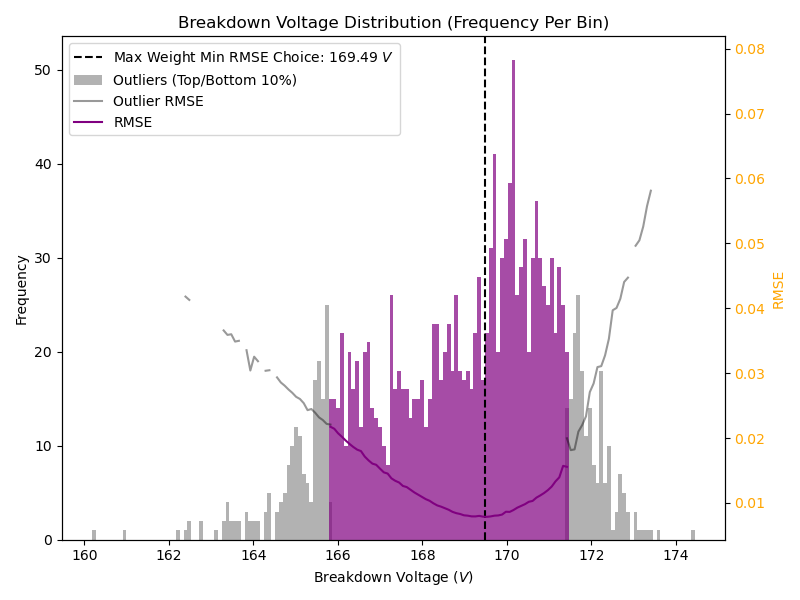 Breakdown Voltage Distribution (Frequency Per Bin)
Max Weight Min RMSE Choice: 169.49 V
Outliers (Top/Bottom 10%)
Outlier RMSE
RMSE
Frequency
50
40
30
20
10
0
0.08
0.07
0.06
0.05
0.04
0.03
0.02
0.01
RMSE
160 162 164 166 168 170 172 174
Breakdown Voltage (V)